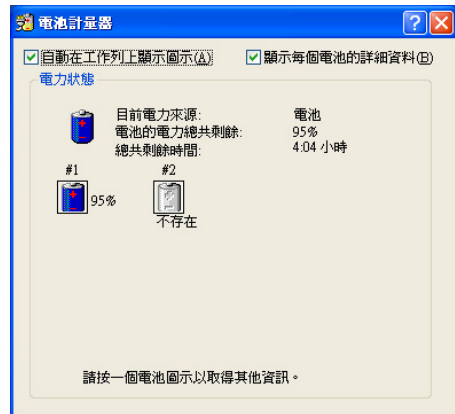 電池計量器
自動在工作列上顯示圖示(A)
顯示每個電池的詳細資料(B)
電力狀態
目前電力來源: 電池
電池的電力總共剩餘: 95%
總共剩餘時間: 4:04 小時
#1 #2
95%
不存在
請按一個電池圖示以取得其他資訊。